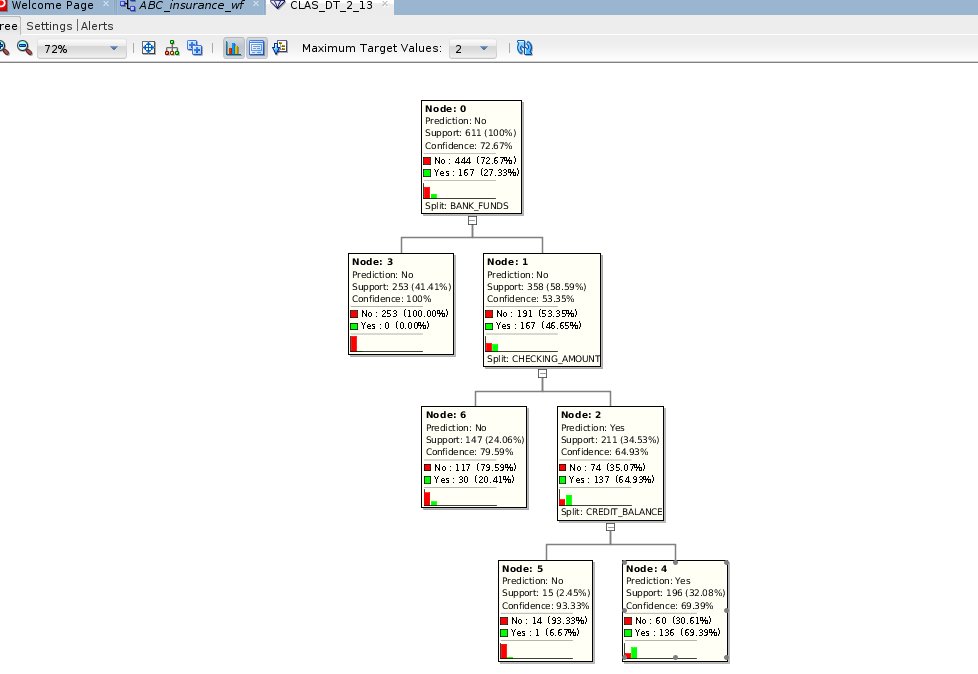 Welcome Page ABC_insurance_wf CLAS_DT_2_13
ree Settings Alerts
72% Maximum Target Values: 2
Node: 0
Prediction: No
Support: 611 (100%)
Confidence: 72.67%
No : 444 (72.67%)
Yes : 167 (27.33%)
Split: BANK_FUNDS
Node: 3
Prediction: No
Support: 253 (41.41%)
Confidence: 100%
No : 253 (100.00%)
Yes : 0 (0.00%)
Node: 1
Prediction: No
Support: 358 (58.59%)
Confidence: 53.35%
No : 191 (53.35%)
Yes : 167 (46.65%)
Split: CHECKING_AMOUNT
Node: 6
Prediction: No
Support: 147 (24.06%)
Confidence: 79.59%
No : 117 (79.59%)
Yes : 30 (20.41%)
Node: 2
Prediction: Yes
Support: 211 (34.53%)
Confidence: 64.93%
No : 74 (35.07%)
Yes : 137 (64.93%)
Split: CREDIT_BALANCE
Node: 5
Prediction: No
Support: 15 (2.45%)
Confidence: 93.33%
No : 14 (93.33%)
Yes : 1 (6.67%)
Node: 4
Prediction: Yes
Support: 196 (32.08%)
Confidence: 69.39%
No : 60 (30.61%)
Yes : 136 (69.39%)